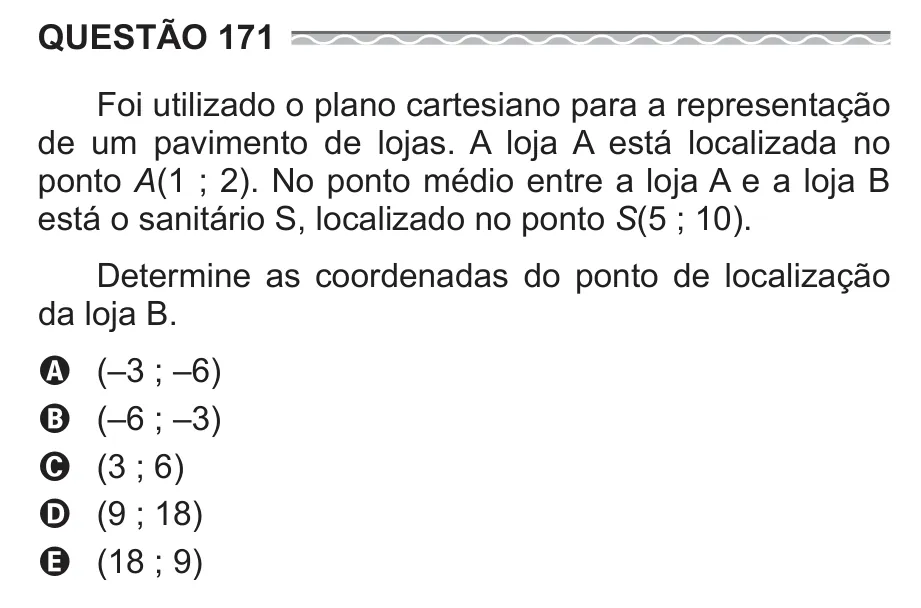 QUESTÃO 171
Foi utilizado o plano cartesiano para a representação
de um pavimento de lojas. A loja A está localizada no
ponto A(1 ; 2). No ponto médio entre a loja A e a loja B
está o sanitário S, localizado no ponto S(5 ; 10).
Determine as coordenadas do ponto de localização
da loja B.
A (–3 ; –6)
B (–6 ; –3)
C (3 ; 6)
D (9 ; 18)
E (18 ; 9)